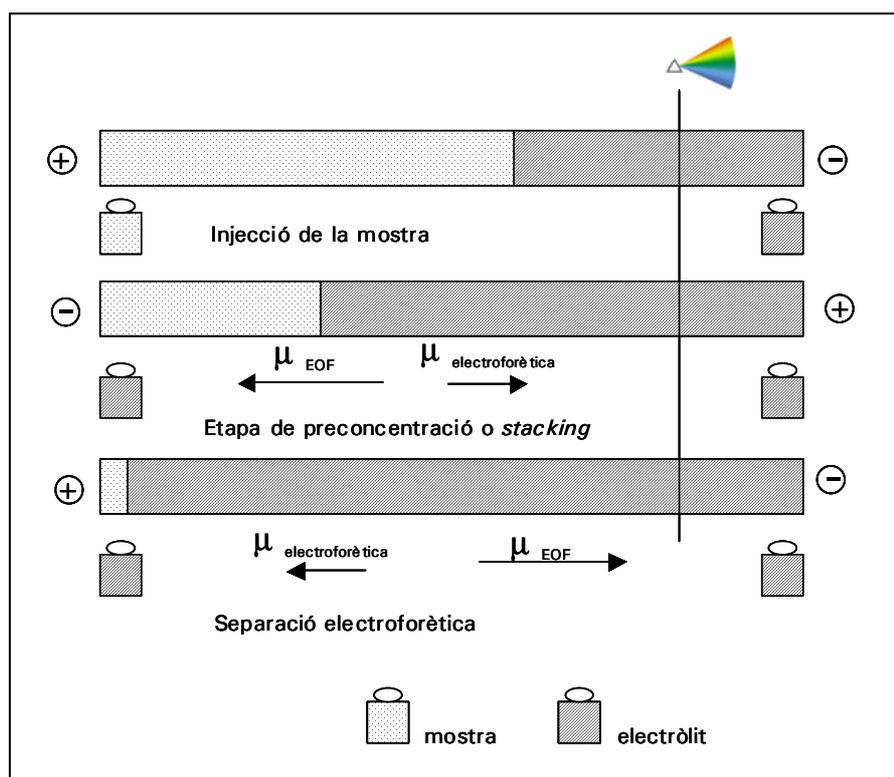 + −
Injecció de la mostra
− +
μ EOF μ electroforètica
Etapa de preconcentració o stacking
+ −
μ electroforètica μ EOF
Separació electroforètica
mostra electròlit